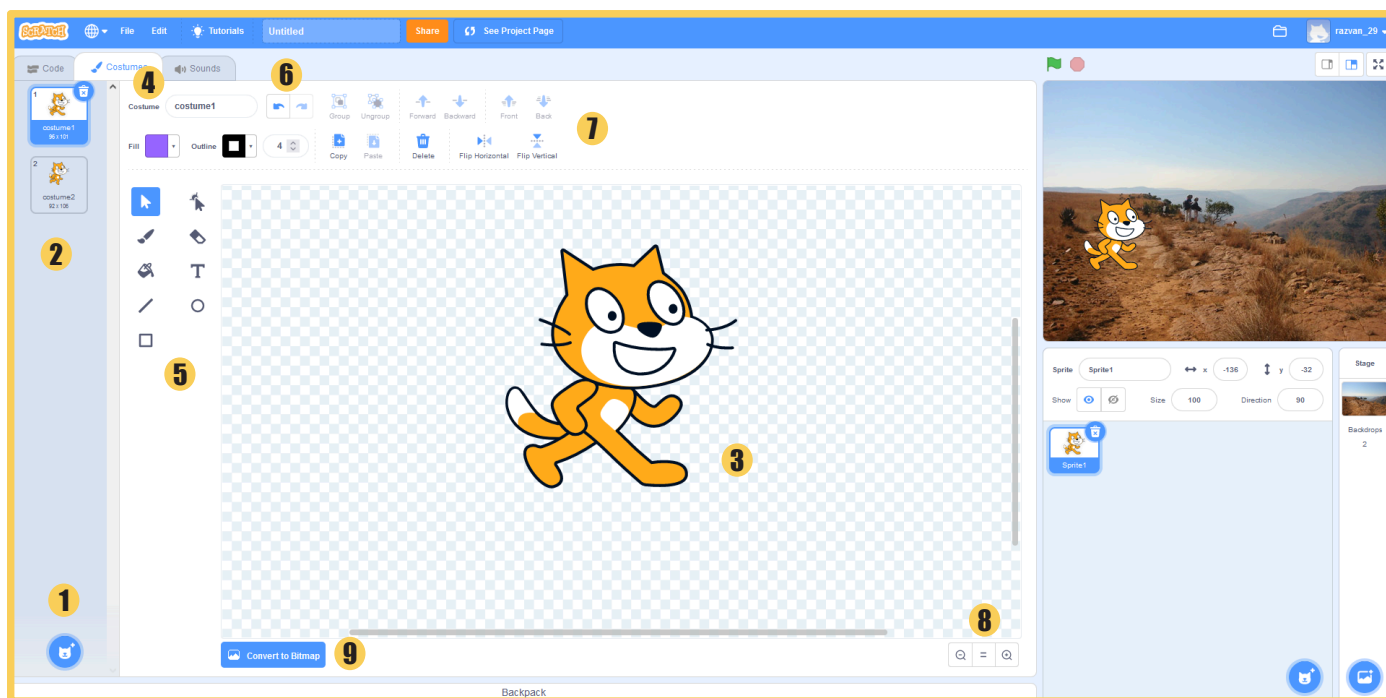 SCRATCH File Edit Tutorials Untitled Share See Project Page razvan_29
Code Costumes Sounds
4 6
1
costume1
96 x 101
Costume costume1 Group Ungroup Forward Backward Front Back
7
Fill Outline 4 Copy Paste Delete Flip Horizontal Flip Vertical
2
costume2
92 x 106
2
T
5
3
1
8
Convert to Bitmap 9 =
Backpack
Sprite Sprite1 x -136 y -32
Show Size 100 Direction 90
Sprite1
Stage
Backdrops
2